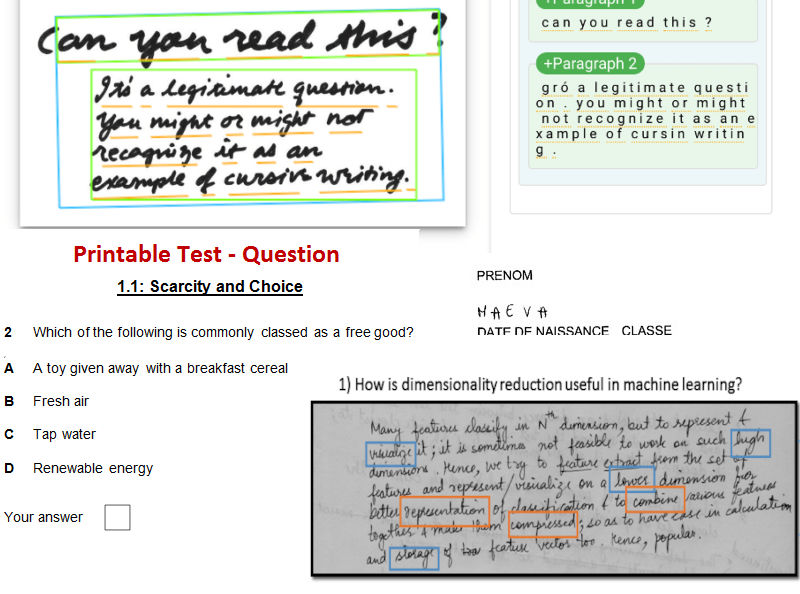 Can you read this?
It's a legitimate question.
You might or might not
recognize it as an
example of cursive writing.
+Paragraph 1
can you read this ?
+Paragraph 2
gró a legitimate questi
on . you might or might
not recognize it as an e
xample of cursin writin
g .
Printable Test - Question
1.1: Scarcity and Choice
2 Which of the following is commonly classed as a free good?
A A toy given away with a breakfast cereal
B Fresh air
C Tap water
D Renewable energy
Your answer
PRENOM
MAEVA
DATE DE NAISSANCE CLASSE
1) How is dimensionality reduction useful in machine learning?
Many features classify in Nth dimension, but to represent &
visualize it; it is sometimes not feasible to work on such high
dimensions. Hence, we try to feature extract from the set of
features and represent/visualize on a lower dimension for
better representation of classification & to combine various features
together & make them compressed; so as to have ease in calculation
and storage of feature vectors too. Hence, popular.